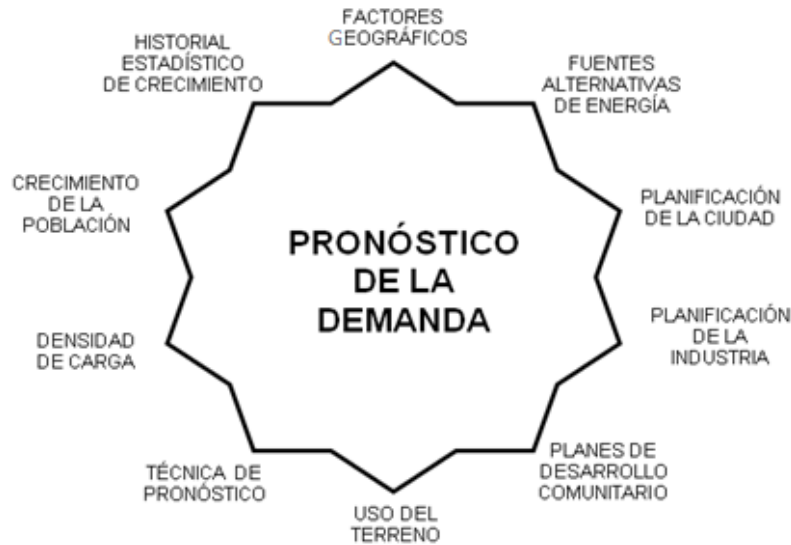 FACTORES
GEOGRÁFICOS
HISTORIAL
ESTADÍSTICO
DE CRECIMIENTO
FUENTES
ALTERNATIVAS
DE ENERGÍA
CRECIMIENTO
DE LA
POBLACIÓN
PLANIFICACIÓN
DE LA CIUDAD
PRONÓSTICO
DE LA
DEMANDA
DENSIDAD
DE CARGA
PLANIFICACIÓN
DE LA
INDUSTRIA
TÉCNICA DE
PRONÓSTICO
PLANES DE
DESARROLLO
COMUNITARIO
USO DEL
TERRENO